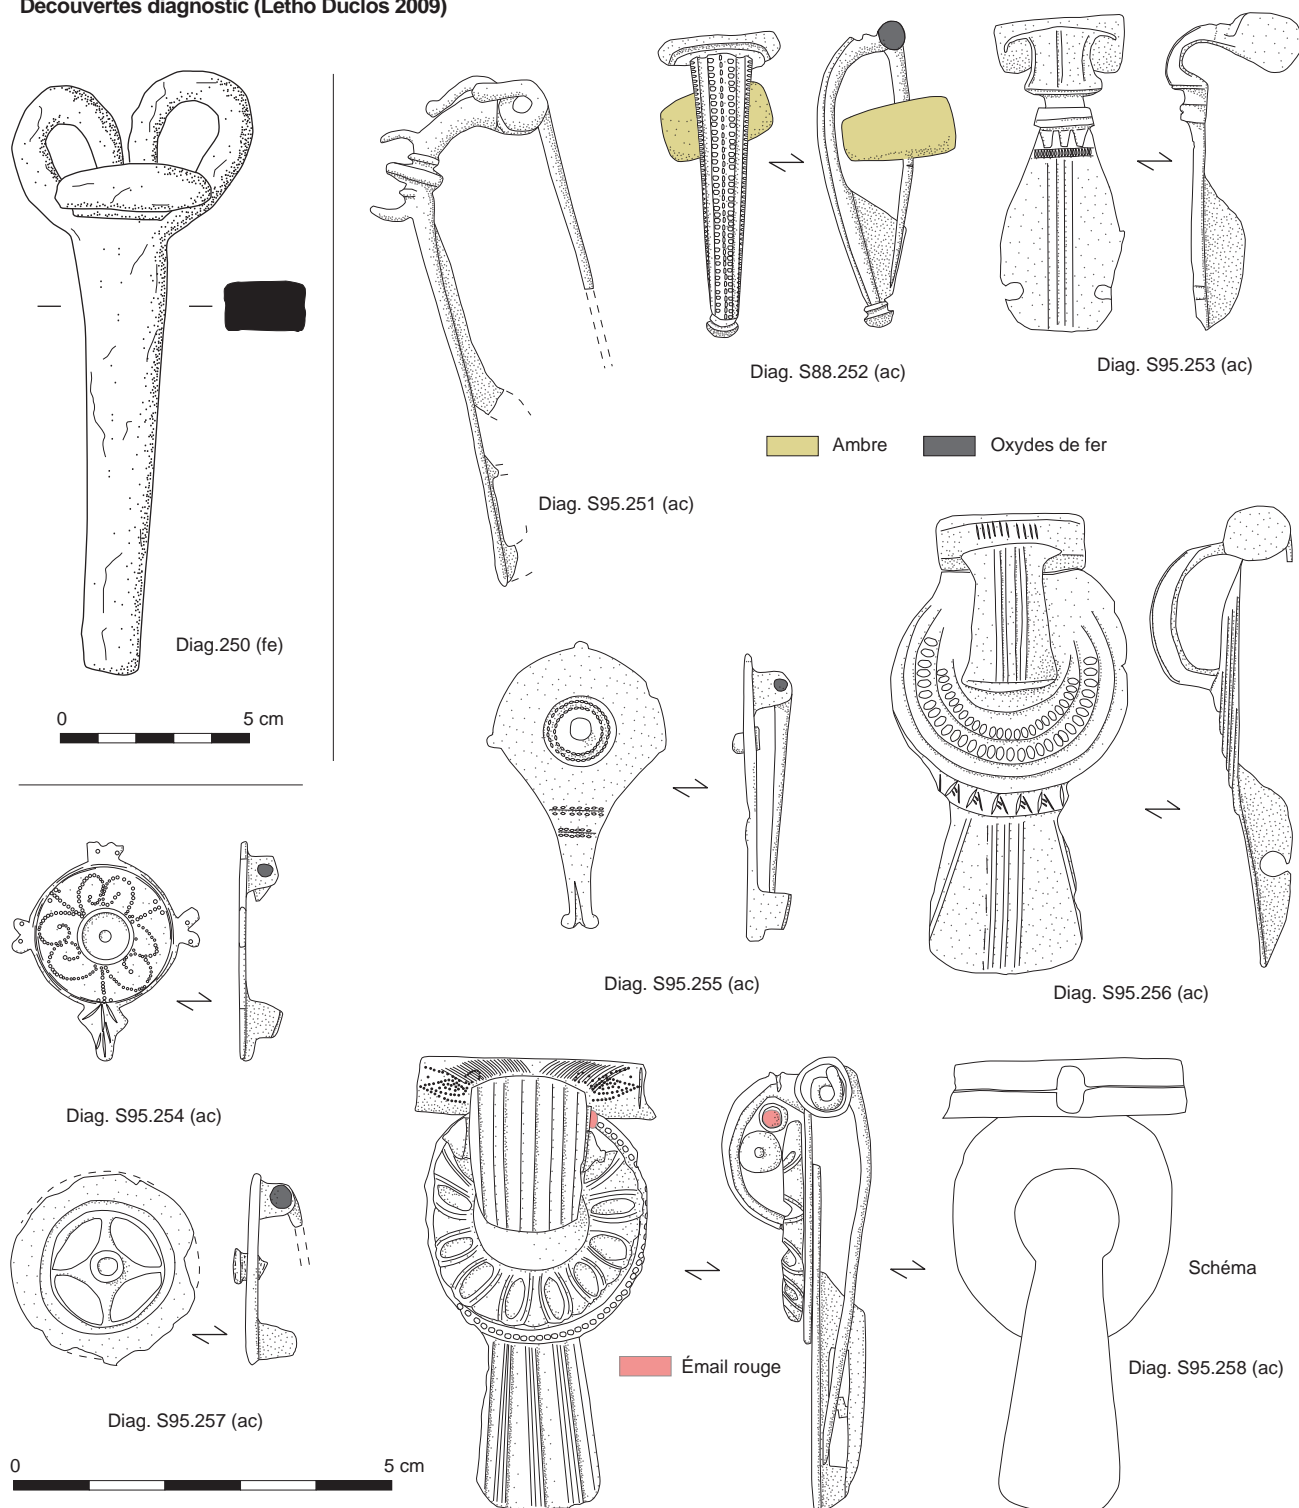 Découvertes diagnostic (Letho Duclos 2009)
Diag. S88.252 (ac)
Diag. S95.253 (ac)
Ambre
Oxydes de fer
Diag. S95.251 (ac)
Diag.250 (fe)
0 5 cm
Diag. S95.255 (ac)
Diag. S95.256 (ac)
Diag. S95.254 (ac)
Schéma
Émail rouge
Diag. S95.258 (ac)
Diag. S95.257 (ac)
0 5 cm